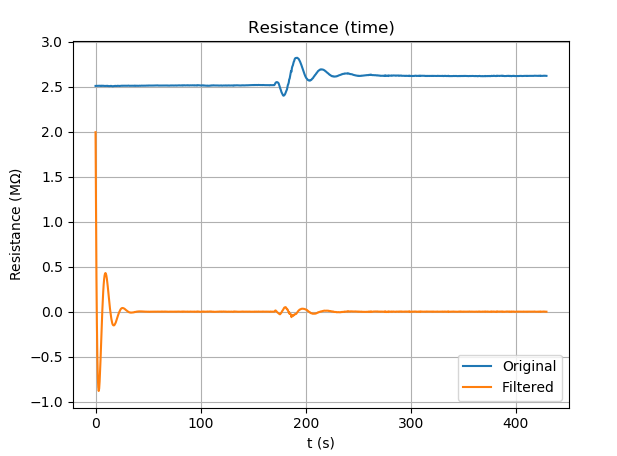 Resistance (time)
3.0
2.5
2.0
1.5
1.0
0.5
0.0
−0.5
−1.0
Resistance (MΩ)
0
100
200
300
400
t (s)
Original
Filtered